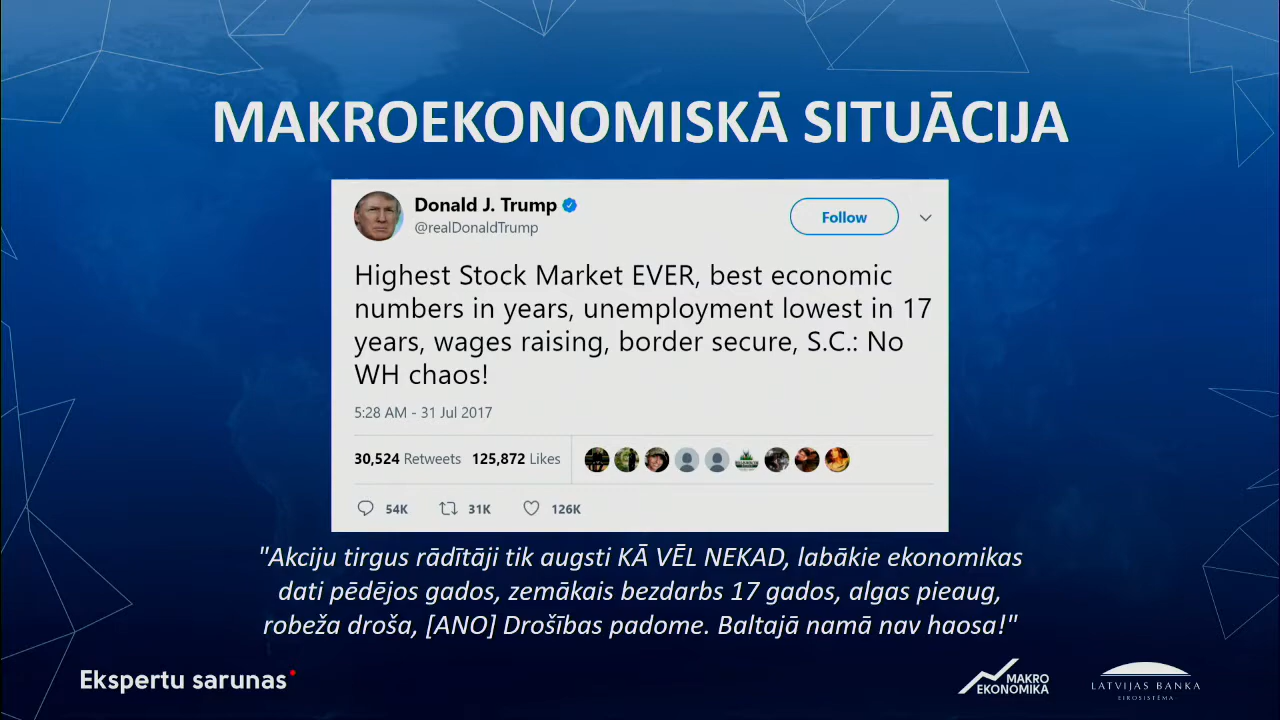 MAKROEKONOMISKĀ SITUĀCIJA
Donald J. Trump
@realDonaldTrump
Follow
Highest Stock Market EVER, best economic
numbers in years, unemployment lowest in 17
years, wages raising, border secure, S.C.: No
WH chaos!
5:28 AM - 31 Jul 2017
30,524 Retweets 125,872 Likes
54K 31K 126K
"Akciju tirgus rādītāji tik augsti KĀ VĒL NEKAD, labākie ekonomikas
dati pēdējos gados, zemākais bezdarbs 17 gados, algas pieaug,
robeža droša, [ANO] Drošības padome. Baltajā namā nav haosa!"
Ekspertu sarunas
MAKRO
EKONOMIKA
LATVIJAS BANKA
EIROSISTĒMA